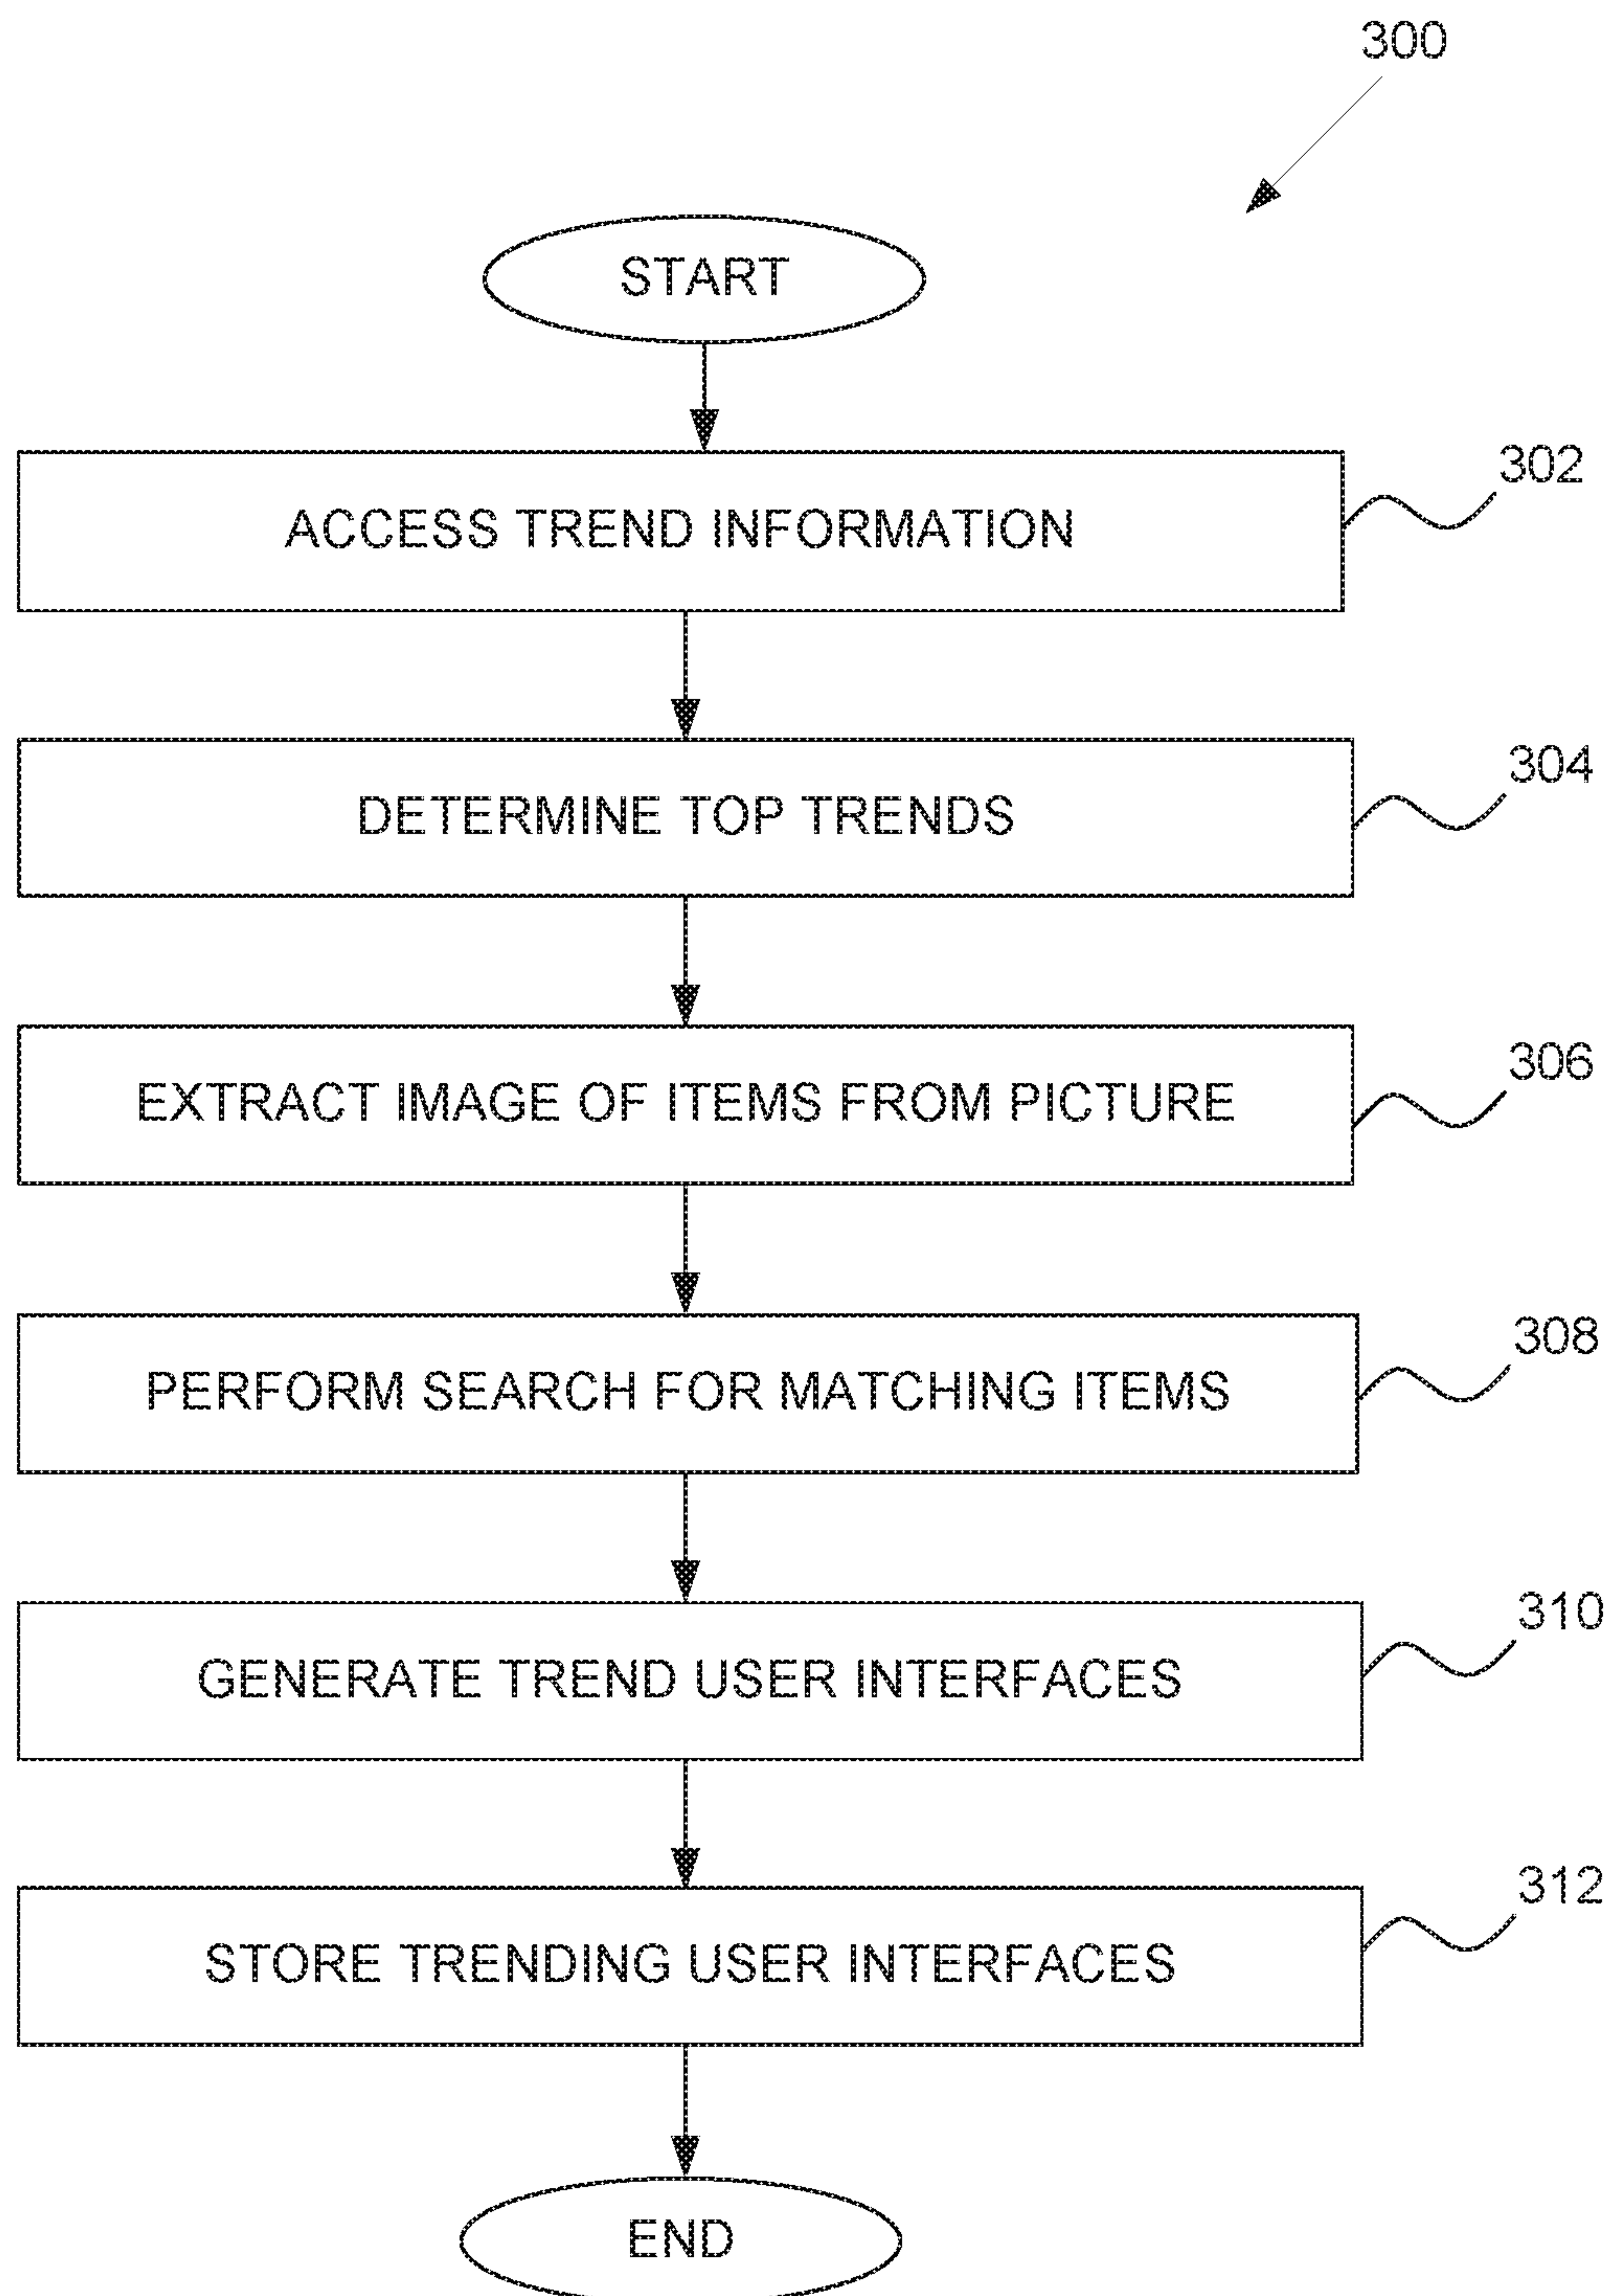 300
START
302
ACCESS TREND INFORMATION
304
DETERMINE TOP TRENDS
306
EXTRACT IMAGE OF ITEMS FROM PICTURE
308
PERFORM SEARCH FOR MATCHING ITEMS
310
GENERATE TREND USER INTERFACES
312
STORE TRENDING USER INTERFACES
END